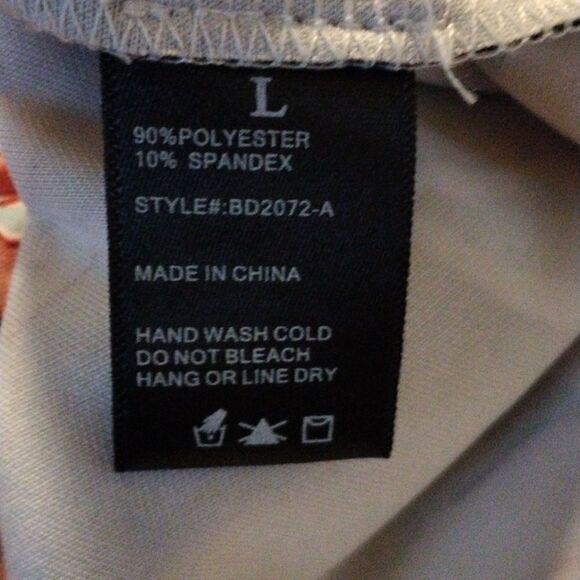 L
90%POLYESTER
10% SPANDEX
STYLE#:BD2072-A
MADE IN CHINA
HAND WASH COLD
DO NOT BLEACH
HANG OR LINE DRY